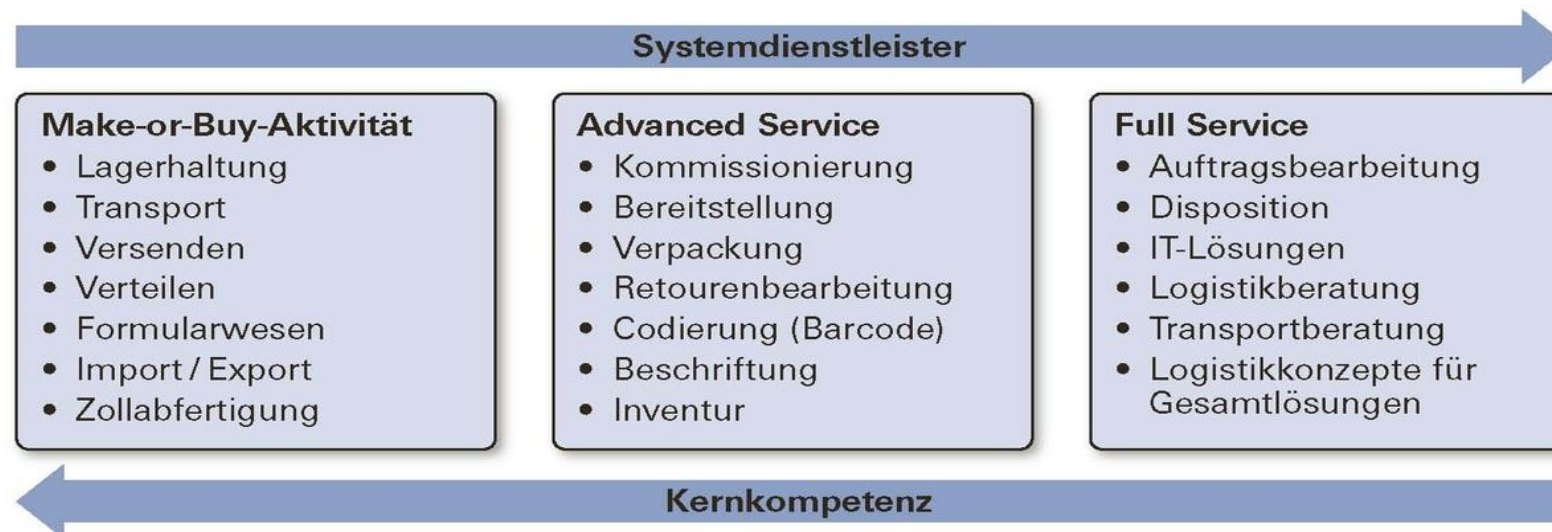 Systemdienstleister
Make-or-Buy-Aktivität
• Lagerhaltung
• Transport
• Versenden
• Verteilen
• Formularwesen
• Import / Export
• Zollabfertigung
Advanced Service
• Kommissionierung
• Bereitstellung
• Verpackung
• Retourenbearbeitung
• Codierung (Barcode)
• Beschriftung
• Inventur
Full Service
• Auftragsbearbeitung
• Disposition
• IT-Lösungen
• Logistikberatung
• Transportberatung
• Logistikkonzepte für
Gesamtlösungen
Kernkompetenz